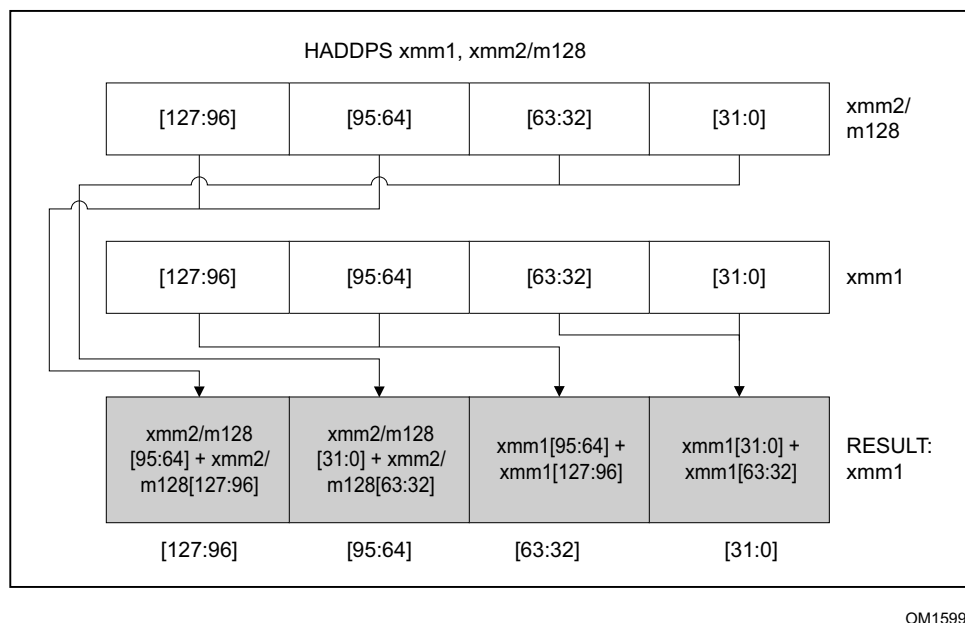 HADDPS xmm1, xmm2/m128
[127:96] [95:64] [63:32] [31:0]
xmm2/
m128
[127:96] [95:64] [63:32] [31:0] xmm1
xmm2/m128
[95:64] + xmm2/
m128[127:96]
xmm2/m128
[31:0] + xmm2/
m128[63:32]
xmm1[95:64] +
xmm1[127:96]
xmm1[31:0] +
xmm1[63:32]
RESULT:
xmm1
[127:96] [95:64] [63:32] [31:0]
OM15993